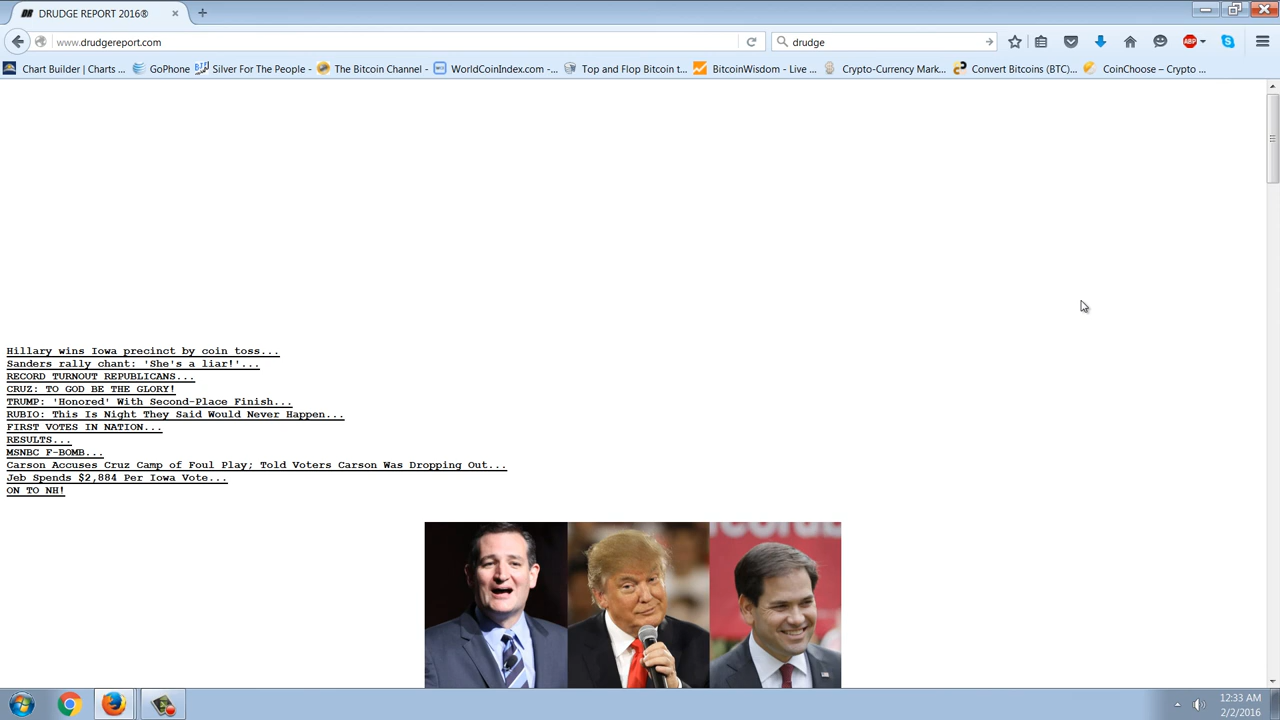 DRUDGE REPORT 2016®
www.drudgereport.com
drudge
ABP
Chart Builder | Charts ...
GoPhone
Silver For The People - ...
The Bitcoin Channel - ...
WorldCoinIndex.com -...
Top and Flop Bitcoin t...
BitcoinWisdom - Live ...
Crypto-Currency Mark...
Convert Bitcoins (BTC)...
CoinChoose – Crypto ...
Hillary wins Iowa precinct by coin toss...
Sanders rally chant: 'She's a liar!'...
RECORD TURNOUT REPUBLICANS...
CRUZ: TO GOD BE THE GLORY!
TRUMP: 'Honored' With Second-Place Finish...
RUBIO: This Is Night They Said Would Never Happen...
FIRST VOTES IN NATION...
RESULTS...
MSNBC F-BOMB...
Carson Accuses Cruz Camp of Foul Play; Told Voters Carson Was Dropping Out...
Jeb Spends $2,884 Per Iowa Vote...
ON TO NH!
12:33 AM
2/2/2016